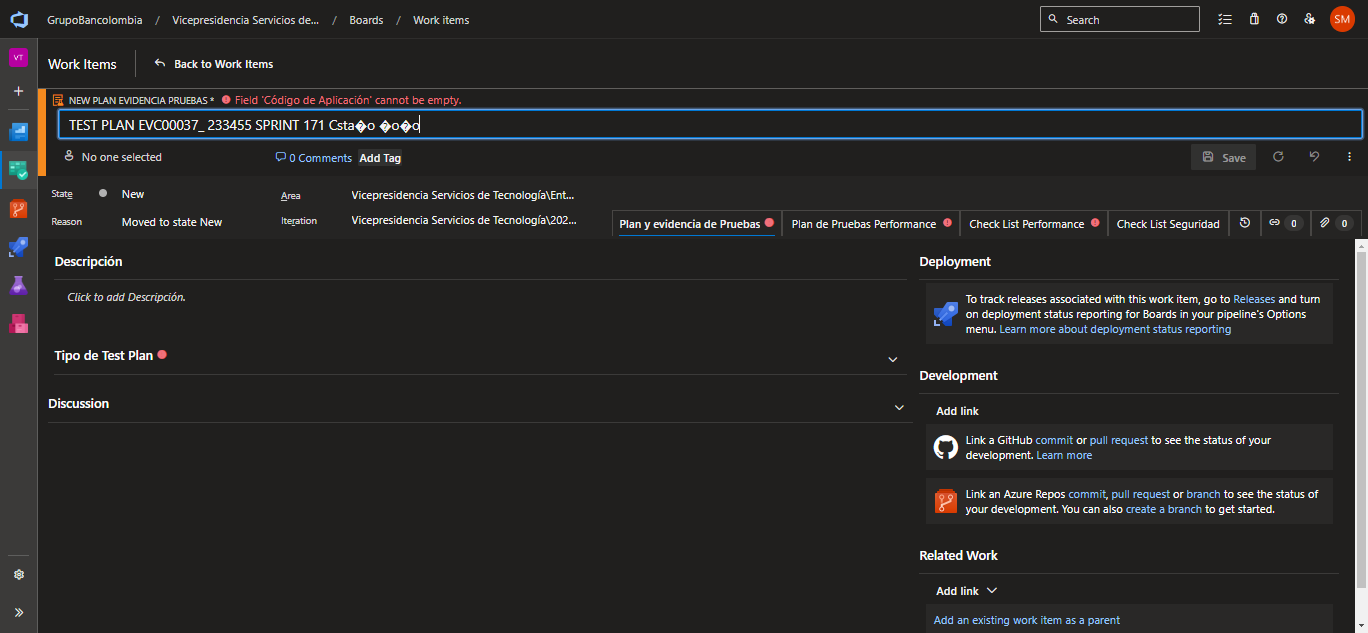 GrupoBancolombia / Vicepresidencia Servicios de... / Boards / Work items
Search
SM
VT
Work Items
Back to Work Items
NEW PLAN EVIDENCIA PRUEBAS * Field 'Código de Aplicación' cannot be empty.
TEST PLAN EVC00037_ 233455 SPRINT 171 Csta�o �o�o
No one selected
0 Comments
Add Tag
Save
State
New
Area
Vicepresidencia Servicios de Tecnología\Ent...
Reason
Moved to state New
Iteration
Vicepresidencia Servicios de Tecnología\202...
Plan y evidencia de Pruebas
Plan de Pruebas Performance
Check List Performance
Check List Seguridad
0
0
Descripción
Click to add Descripción.
Tipo de Test Plan
Discussion
Deployment
To track releases associated with this work item, go to Releases and turn
on deployment status reporting for Boards in your pipeline's Options
menu. Learn more about deployment status reporting
Development
Add link
Link a GitHub commit or pull request to see the status of your
development. Learn more
Link an Azure Repos commit, pull request or branch to see the status of
your development. You can also create a branch to get started.
Related Work
Add link
Add an existing work item as a parent